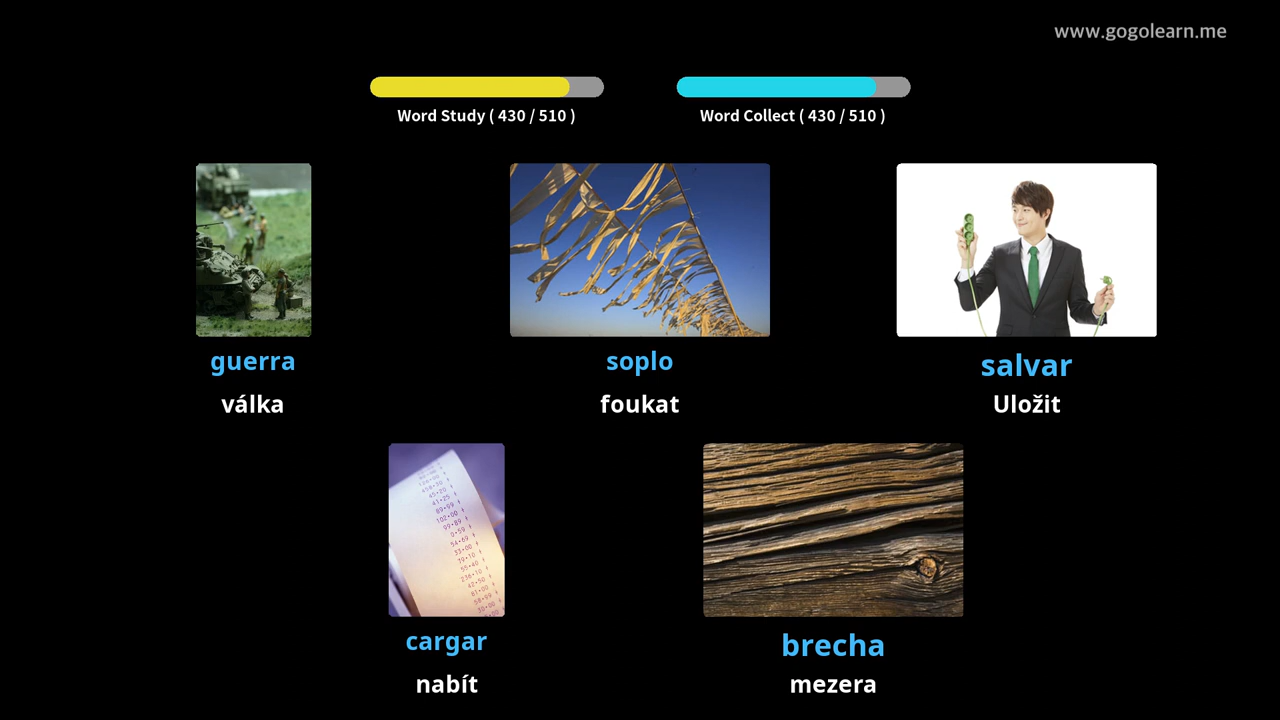 www.gogolearn.me
Word Study ( 430 / 510 )
Word Collect ( 430 / 510 )
guerra
válka
soplo
foukat
salvar
Uložit
cargar
nabít
brecha
mezera